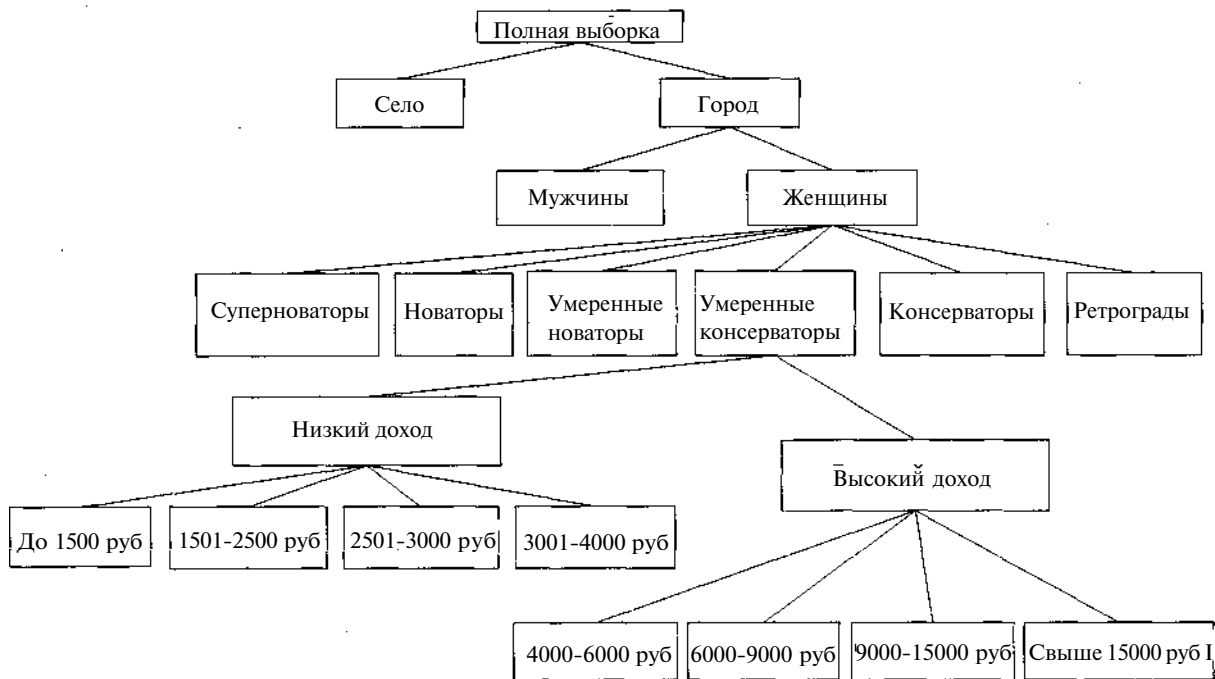 Полная выборка
Село
Город
Мужчины
Женщины
Суперноваторы
Новаторы
Умеренные
новаторы
Умеренные
консерваторы
Консерваторы
Ретрограды
Низкий доход
Высокий доход
До 1500 руб
1501-2500 руб
2501-3000 руб
3001-4000 руб
4000-6000 руб
6000-9000 руб
9000-15000 руб
Свыше 15000 руб